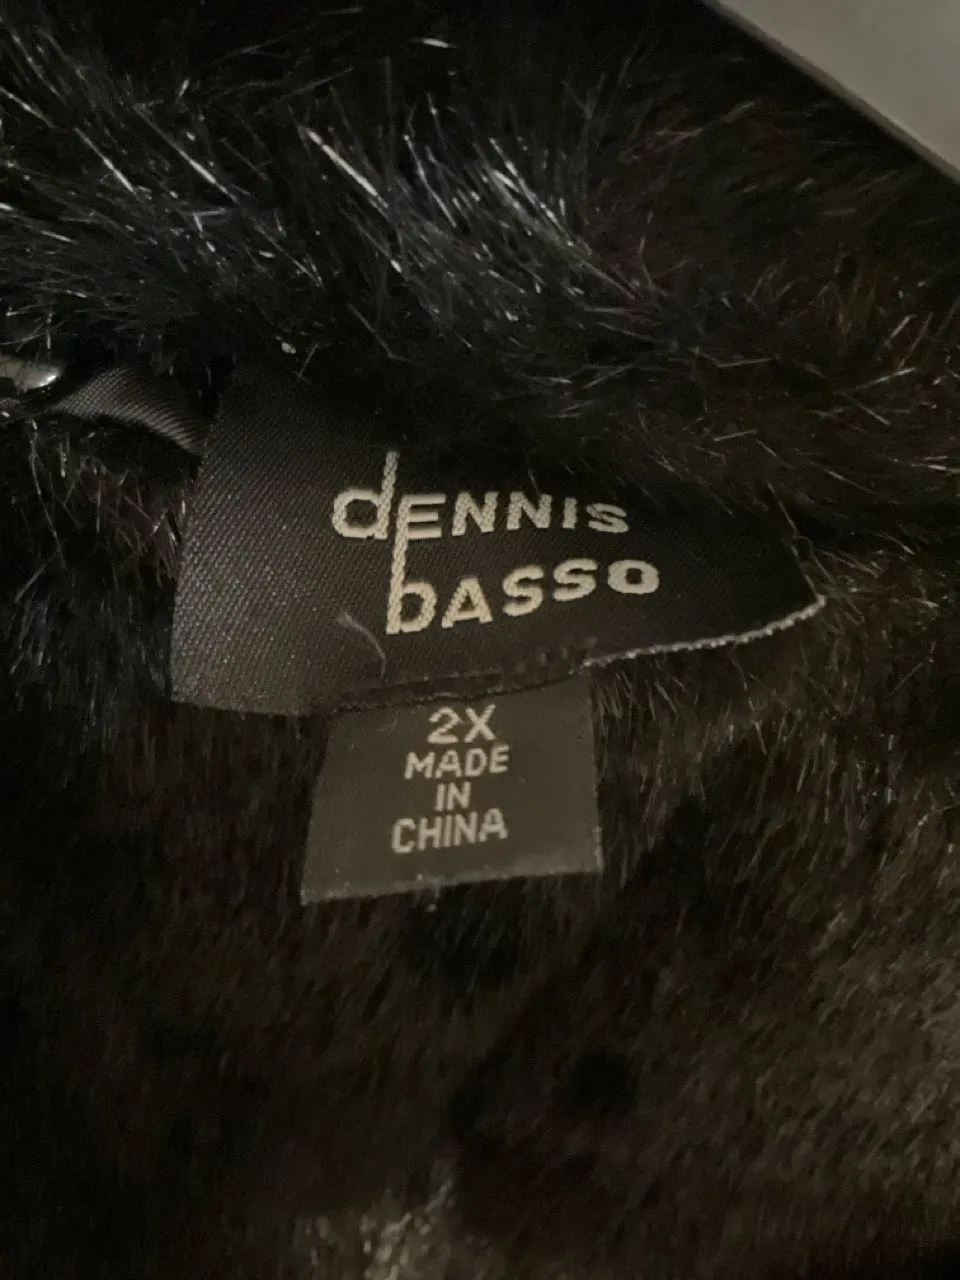 dENNIS
bASSO
2X
MADE
IN
CHINA